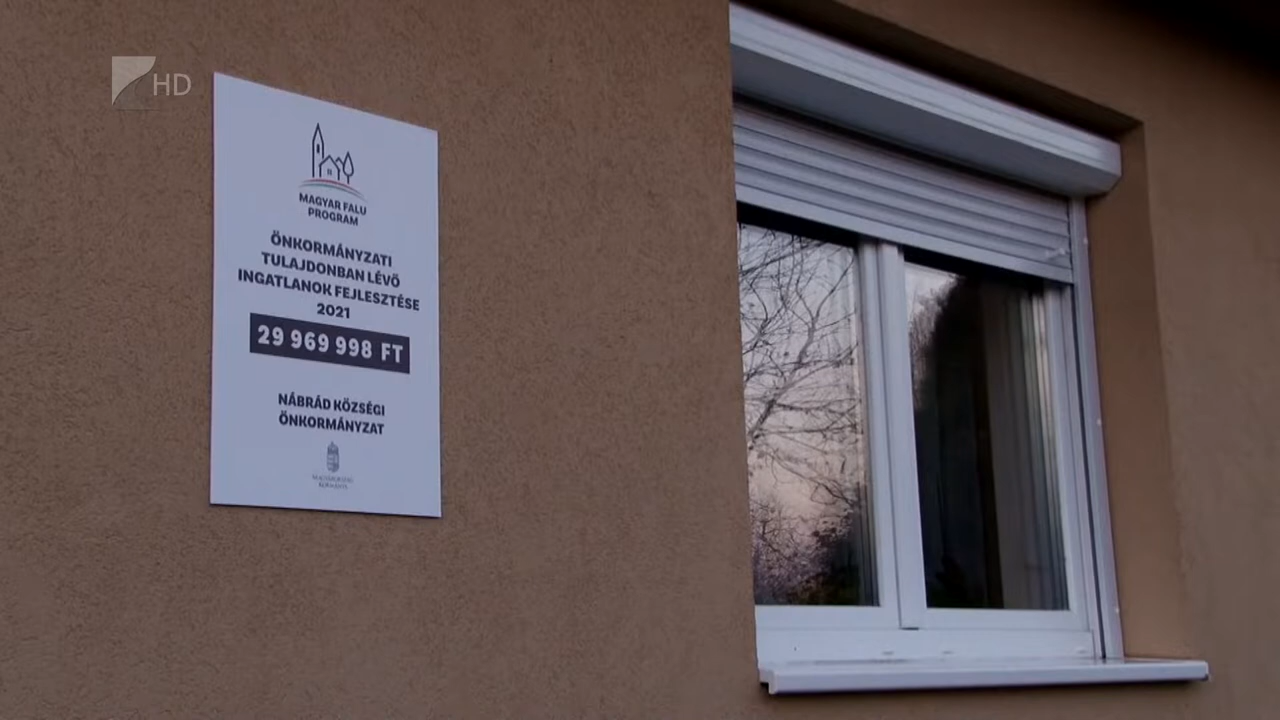 HD
MAGYAR FALU
PROGRAM
ÖNKORMÁNYZATI
TULAJDONBAN LÉVŐ
INGATLANOK FEJLESZTÉSE
2021
29 969 998 FT
NÁBRÁD KÖZSÉGI
ÖNKORMÁNYZAT